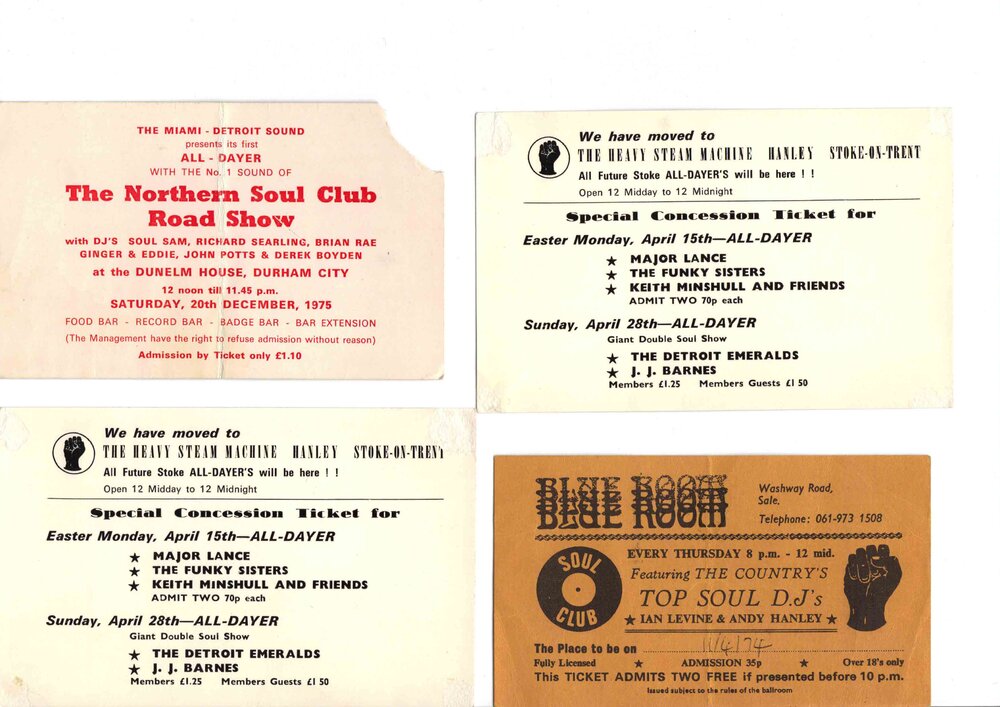 THE MIAMI - DETROIT SOUND
presents its first
ALL - DAYER
WITH THE No. 1 SOUND OF
The Northern Soul Club
Road Show
with DJ'S SOUL SAM, RICHARD SEARLING, BRIAN RAE
GINGER & EDDIE, JOHN POTTS & DEREK BOYDEN
at the DUNELM HOUSE, DURHAM CITY
12 noon till 11.45 p.m.
SATURDAY, 20th DECEMBER, 1975
FOOD BAR - RECORD BAR - BADGE BAR - BAR EXTENSION
(The Management have the right to refuse admission without reason)
Admission by Ticket only £1.10
We have moved to
THE HEAVY STEAM MACHINE HANLEY STOKE-ON-TRENT
All Future Stoke ALL-DAYER'S will be here ! !
Open 12 Midday to 12 Midnight
Special Concession Ticket for
Easter Monday, April 15th—ALL-DAYER
★ MAJOR LANCE
★ THE FUNKY SISTERS
★ KEITH MINSHULL AND FRIENDS
ADMIT TWO 70p each
Sunday, April 28th—ALL-DAYER
Giant Double Soul Show
★ THE DETROIT EMERALDS
★ J. J. BARNES
Members £1.25 Members Guests £1 50
We have moved to
THE HEAVY STEAM MACHINE HANLEY STOKE-ON-TRENT
All Future Stoke ALL-DAYER'S will be here ! !
Open 12 Midday to 12 Midnight
Special Concession Ticket for
Easter Monday, April 15th—ALL-DAYER
★ MAJOR LANCE
★ THE FUNKY SISTERS
★ KEITH MINSHULL AND FRIENDS
ADMIT TWO 70p each
Sunday, April 28th—ALL-DAYER
Giant Double Soul Show
★ THE DETROIT EMERALDS
★ J. J. BARNES
Members £1.25 Members Guests £1 50
BLUE ROOM
Washway Road,
Sale.
Telephone: 061-973 1508
SOUL
CLUB
EVERY THURSDAY 8 p.m. - 12 mid.
Featuring THE COUNTRY'S
TOP SOUL D.J's
★ IAN LEVINE & ANDY HANLEY ★
The Place to be on 11/4/74
Fully Licensed ★ ADMISSION 35p ★ Over 18's only
This TICKET ADMITS TWO FREE if presented before 10 p.m.
Issued subject to the rules of the ballroom